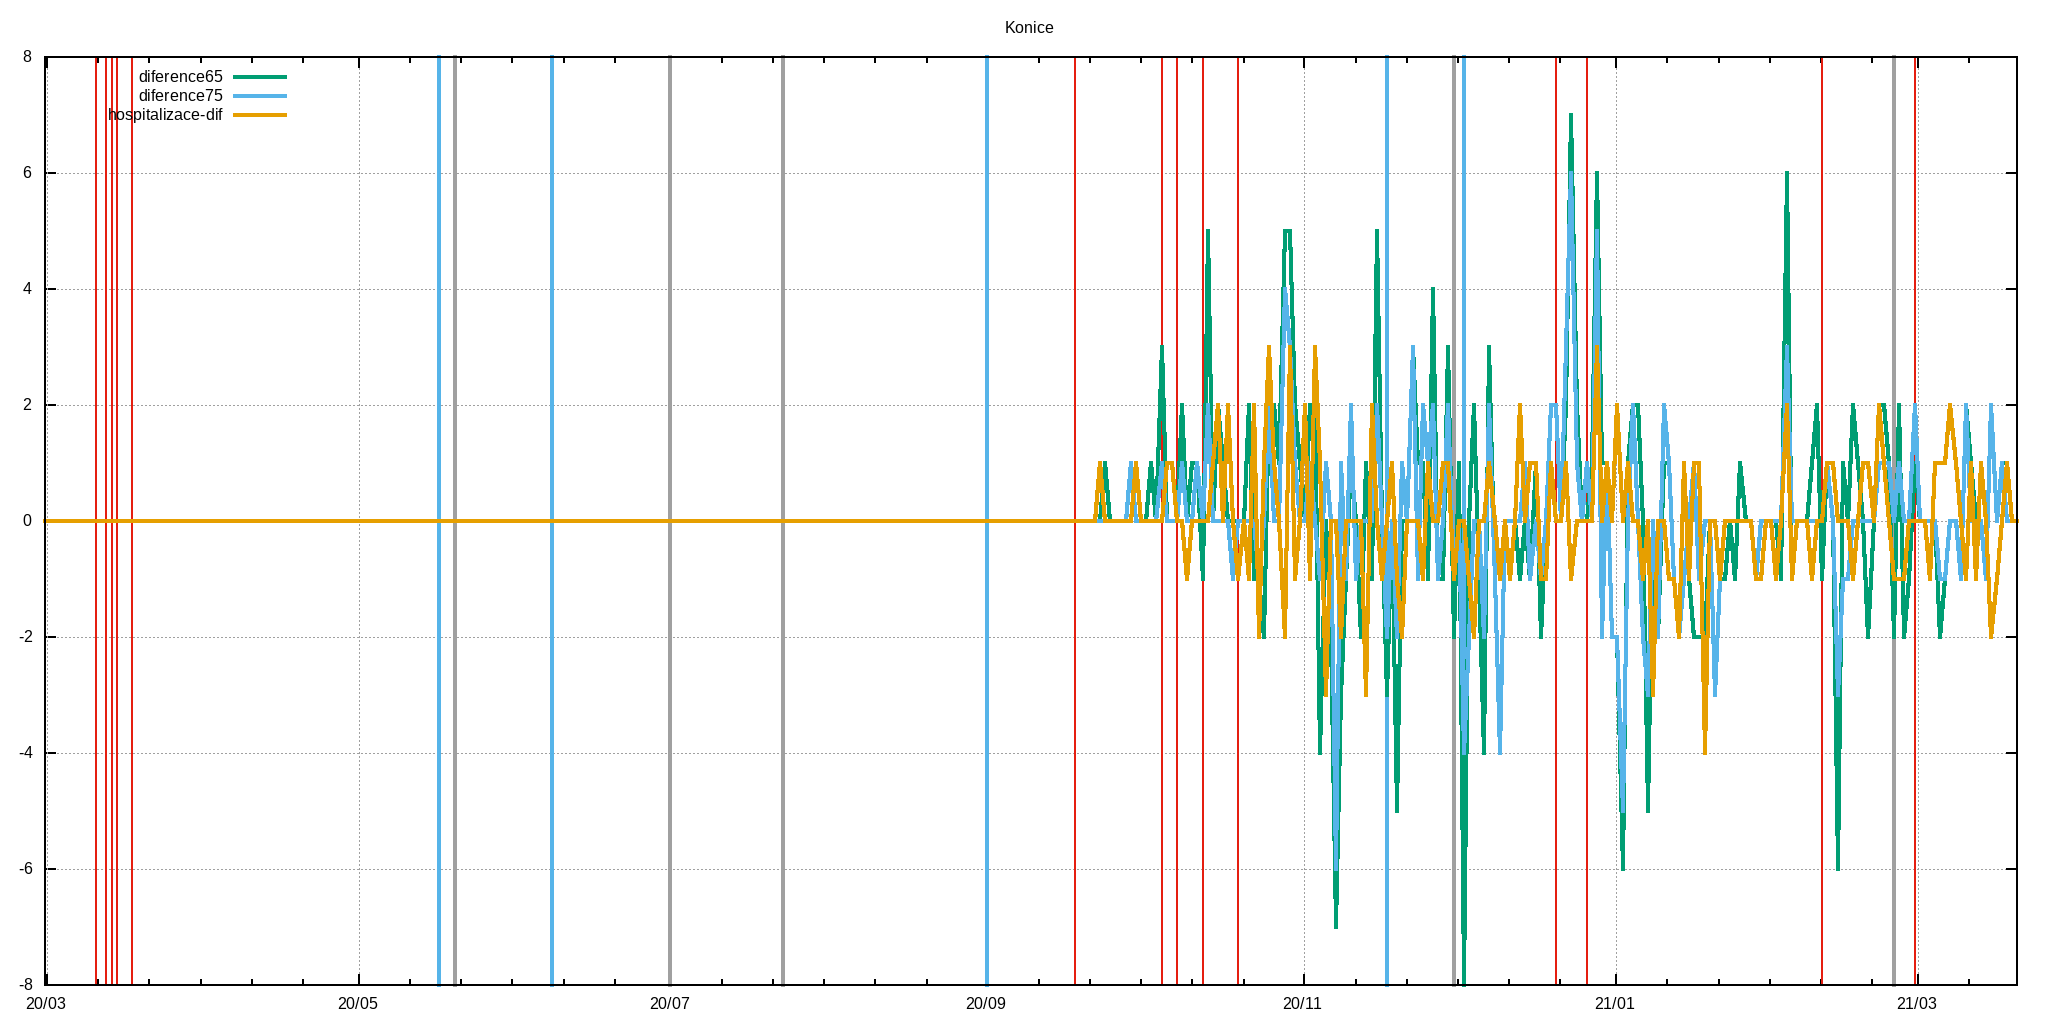 Konice
8
diference65
diference75
hospitalizace-dif
6
4
2
0
-2
-4
-6
-8
20/03 20/05 20/07 20/09 20/11 21/01 21/03